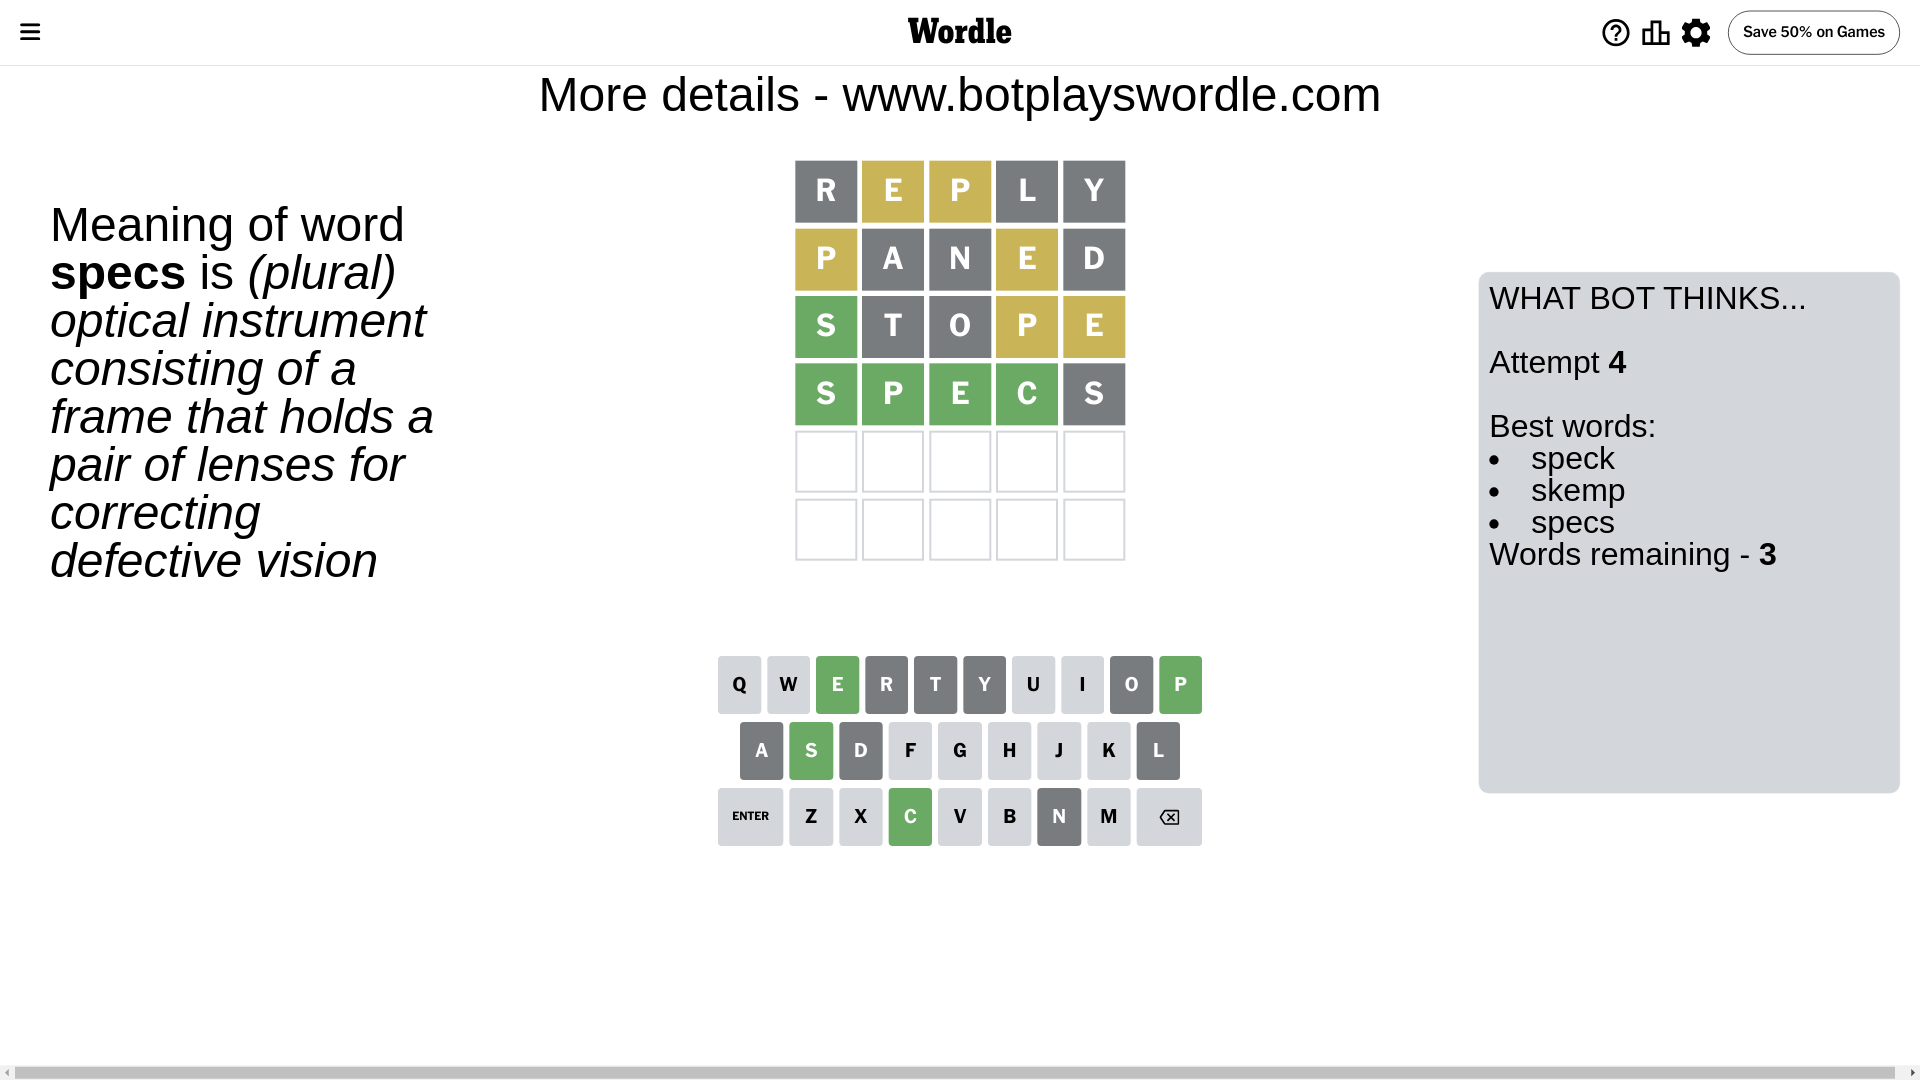 Wordle
Save 50% on Games
More details - www.botplayswordle.com
Meaning of word
specs is (plural)
optical instrument
consisting of a
frame that holds a
pair of lenses for
correcting
defective vision
R E P L Y
P A N E D
S T O P E
S P E C S
WHAT BOT THINKS...
Attempt 4
Best words:
• speck
• skemp
• specs
Words remaining - 3
Q W E R T Y U I O P
A S D F G H J K L
ENTER Z X C V B N M